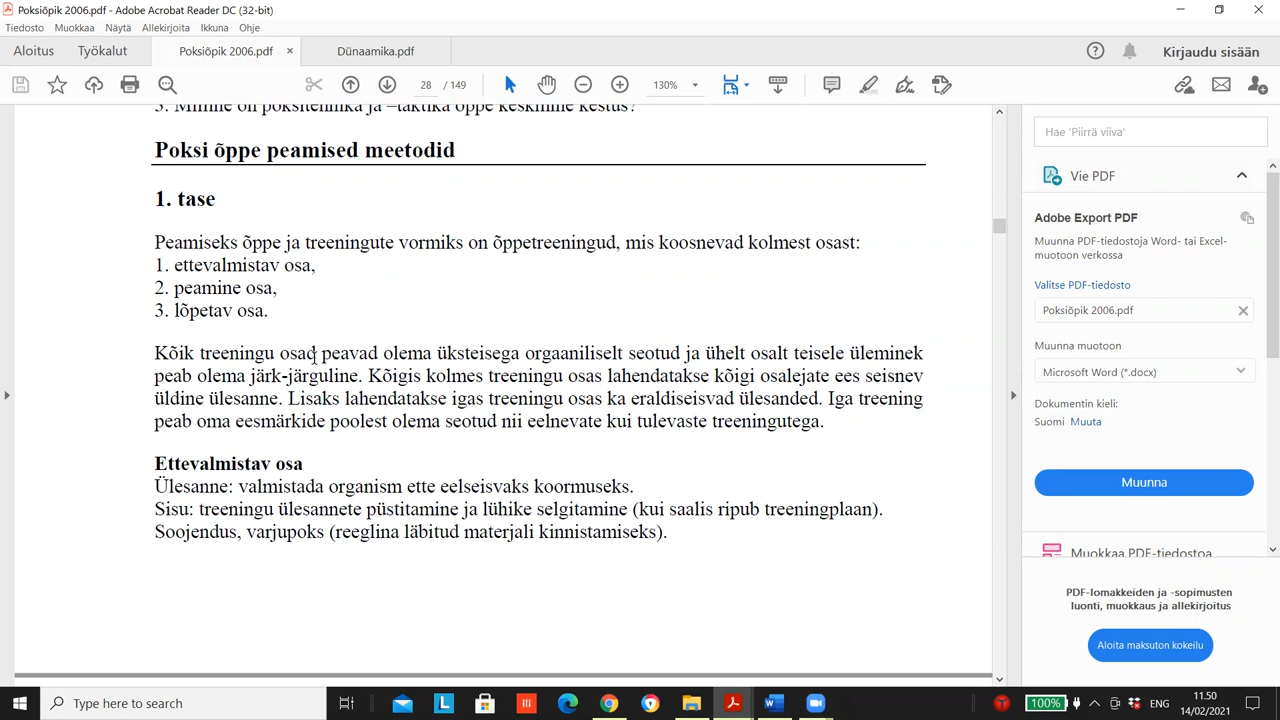 Poksiõpik 2006.pdf - Adobe Acrobat Reader DC (32-bit)
Tiedosto Muokkaa Näytä Allekirjoita Ikkuna Ohje
Aloitus Työkalut Poksiõpik 2006.pdf × Dünaamika.pdf Kirjaudu sisään
28 / 149 130%
3. Milline on poksitehnika ja –taktika õppe keskmine kestus?
Poksi õppe peamised meetodid
1. tase
Peamiseks õppe ja treeningute vormiks on õppetreeningud, mis koosnevad kolmest osast:
1. ettevalmistav osa,
2. peamine osa,
3. lõpetav osa.
Kõik treeningu osad peavad olema üksteisega orgaaniliselt seotud ja ühelt osalt teisele üleminek
peab olema järk-järguline. Kõigis kolmes treeningu osas lahendatakse kõigi osalejate ees seisnev
üldine ülesanne. Lisaks lahendatakse igas treeningu osas ka eraldiseisvad ülesanded. Iga treening
peab oma eesmärkide poolest olema seotud nii eelnevate kui tulevaste treeningutega.
Ettevalmistav osa
Ülesanne: valmistada organism ette eelseisvaks koormuseks.
Sisu: treeningu ülesannete püstitamine ja lühike selgitamine (kui saalis ripub treeningplaan).
Soojendus, varjupoks (reeglina läbitud materjali kinnistamiseks).
Hae 'Piirrä viiva'
Vie PDF
Adobe Export PDF
Muunna PDF-tiedostoja Word- tai Excel-
muotoon verkossa
Valitse PDF-tiedosto
Poksiõpik 2006.pdf
Muunna muotoon
Microsoft Word (*.docx)
Dokumentin kieli:
Suomi Muuta
Muunna
Muokkaa PDF-tiedostoa
PDF-lomakkeiden ja -sopimusten
luonti, muokkaus ja allekirjoitus
Aloita maksuton kokeilu
Type here to search
100% ENG
11.50
14/02/2021